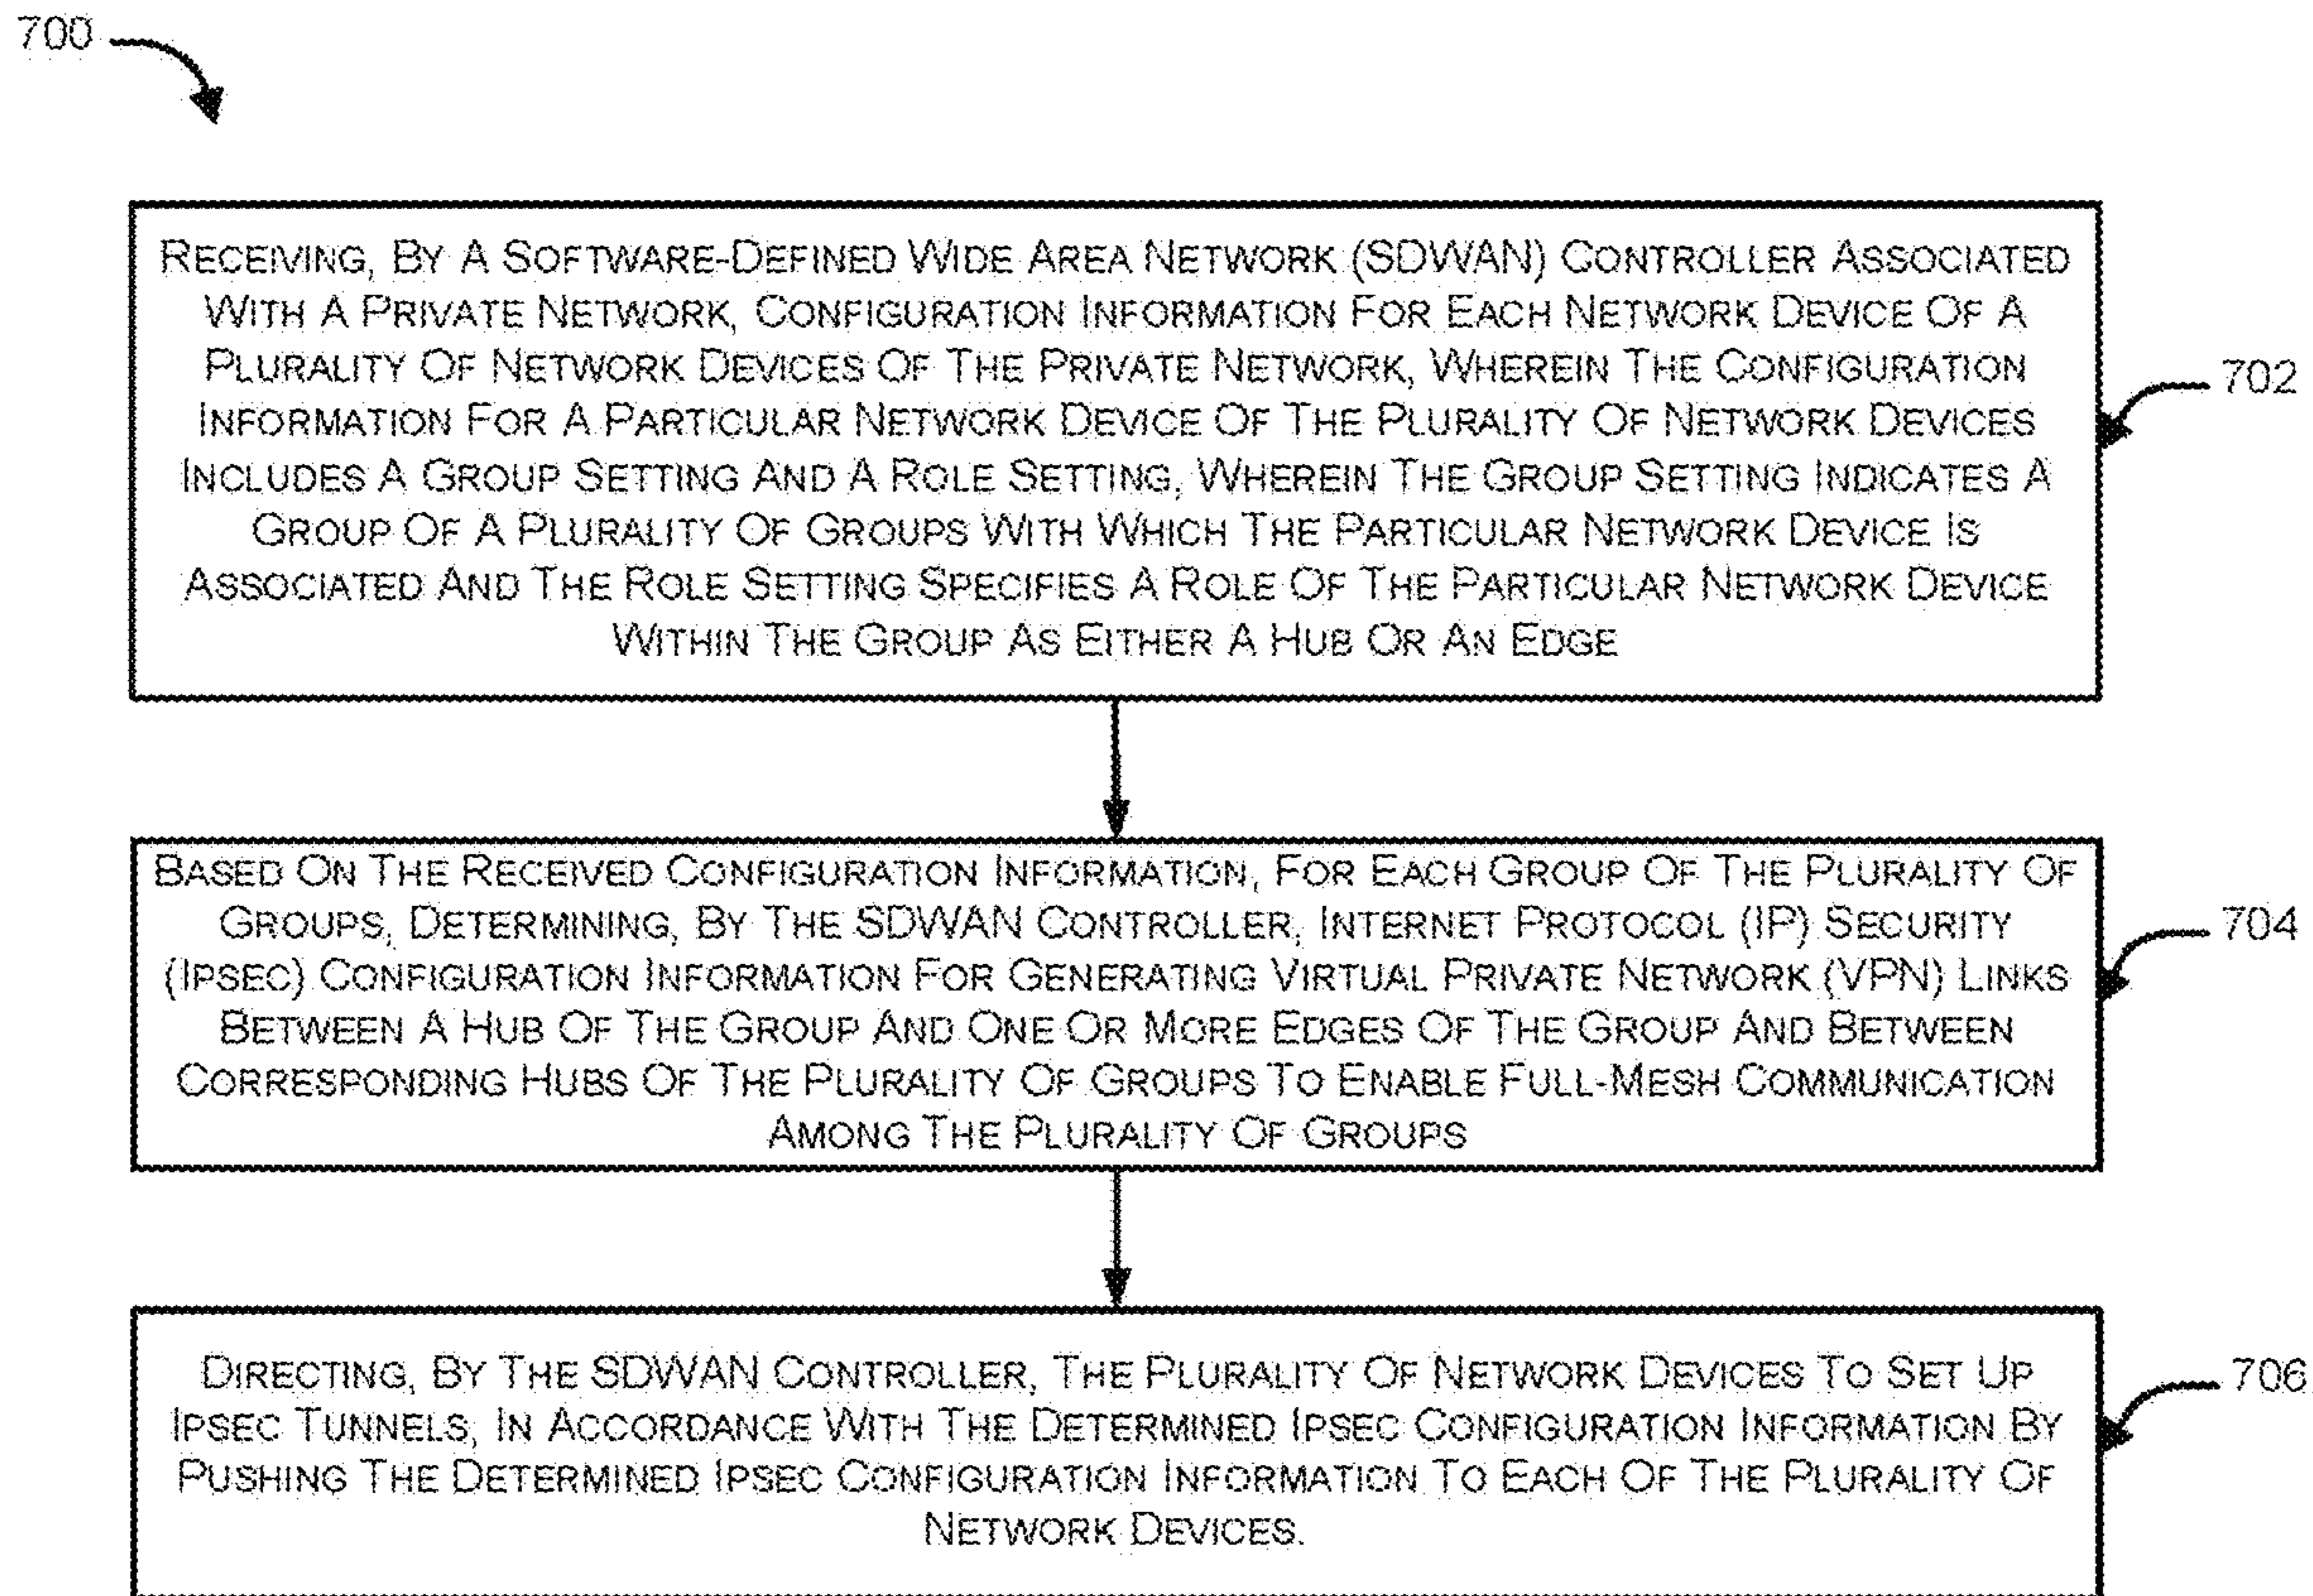 700
RECEIVING, BY A SOFTWARE-DEFINED WIDE AREA NETWORK (SDWAN) CONTROLLER ASSOCIATED
WITH A PRIVATE NETWORK, CONFIGURATION INFORMATION FOR EACH NETWORK DEVICE OF A
PLURALITY OF NETWORK DEVICES OF THE PRIVATE NETWORK, WHEREIN THE CONFIGURATION
INFORMATION FOR A PARTICULAR NETWORK DEVICE OF THE PLURALITY OF NETWORK DEVICES
INCLUDES A GROUP SETTING AND A ROLE SETTING, WHEREIN THE GROUP SETTING INDICATES A
GROUP OF A PLURALITY OF GROUPS WITH WHICH THE PARTICULAR NETWORK DEVICE IS
ASSOCIATED AND THE ROLE SETTING SPECIFIES A ROLE OF THE PARTICULAR NETWORK DEVICE
WITHIN THE GROUP AS EITHER A HUB OR AN EDGE
702
BASED ON THE RECEIVED CONFIGURATION INFORMATION, FOR EACH GROUP OF THE PLURALITY OF
GROUPS, DETERMINING, BY THE SDWAN CONTROLLER, INTERNET PROTOCOL (IP) SECURITY
(IPSEC) CONFIGURATION INFORMATION FOR GENERATING VIRTUAL PRIVATE NETWORK (VPN) LINKS
BETWEEN A HUB OF THE GROUP AND ONE OR MORE EDGES OF THE GROUP AND BETWEEN
CORRESPONDING HUBS OF THE PLURALITY OF GROUPS TO ENABLE FULL-MESH COMMUNICATION
AMONG THE PLURALITY OF GROUPS
704
DIRECTING, BY THE SDWAN CONTROLLER, THE PLURALITY OF NETWORK DEVICES TO SET UP
IPSEC TUNNELS, IN ACCORDANCE WITH THE DETERMINED IPSEC CONFIGURATION INFORMATION BY
PUSHING THE DETERMINED IPSEC CONFIGURATION INFORMATION TO EACH OF THE PLURALITY OF
NETWORK DEVICES.
706